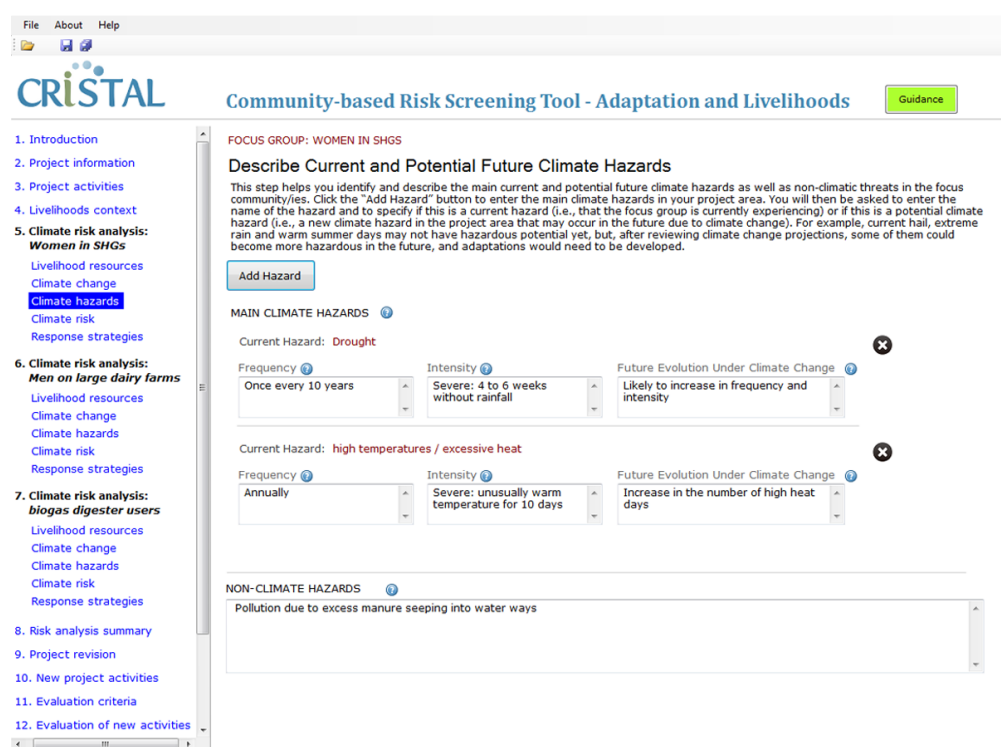 File About Help
CRiSTAL
Community-based Risk Screening Tool - Adaptation and Livelihoods
Guidance
1. Introduction
2. Project information
3. Project activities
4. Livelihoods context
5. Climate risk analysis:
Women in SHGs
Livelihood resources
Climate change
Climate hazards
Climate risk
Response strategies
6. Climate risk analysis:
Men on large dairy farms
Livelihood resources
Climate change
Climate hazards
Climate risk
Response strategies
7. Climate risk analysis:
biogas digester users
Livelihood resources
Climate change
Climate hazards
Climate risk
Response strategies
8. Risk analysis summary
9. Project revision
10. New project activities
11. Evaluation criteria
12. Evaluation of new activities
FOCUS GROUP: WOMEN IN SHGS
Describe Current and Potential Future Climate Hazards
This step helps you identify and describe the main current and potential future climate hazards as well as non-climatic threats in the focus
community/ies. Click the "Add Hazard" button to enter the main climate hazards in your project area. You will then be asked to enter the
name of the hazard and to specify if this is a current hazard (i.e., that the focus group is currently experiencing) or if this is a potential climate
hazard (i.e., a new climate hazard in the project area that may occur in the future due to climate change). For example, current hail, extreme
rain and warm summer days may not have hazardous potential yet, but, after reviewing climate change projections, some of them could
become more hazardous in the future, and adaptations would need to be developed.
Add Hazard
MAIN CLIMATE HAZARDS ?
Current Hazard: Drought
Frequency ? Intensity ? Future Evolution Under Climate Change ?
Once every 10 years
Severe: 4 to 6 weeks
without rainfall
Likely to increase in frequency and
intensity
Current Hazard: high temperatures / excessive heat
Frequency ? Intensity ? Future Evolution Under Climate Change ?
Annually
Severe: unusually warm
temperature for 10 days
Increase in the number of high heat
days
NON-CLIMATE HAZARDS ?
Pollution due to excess manure seeping into water ways